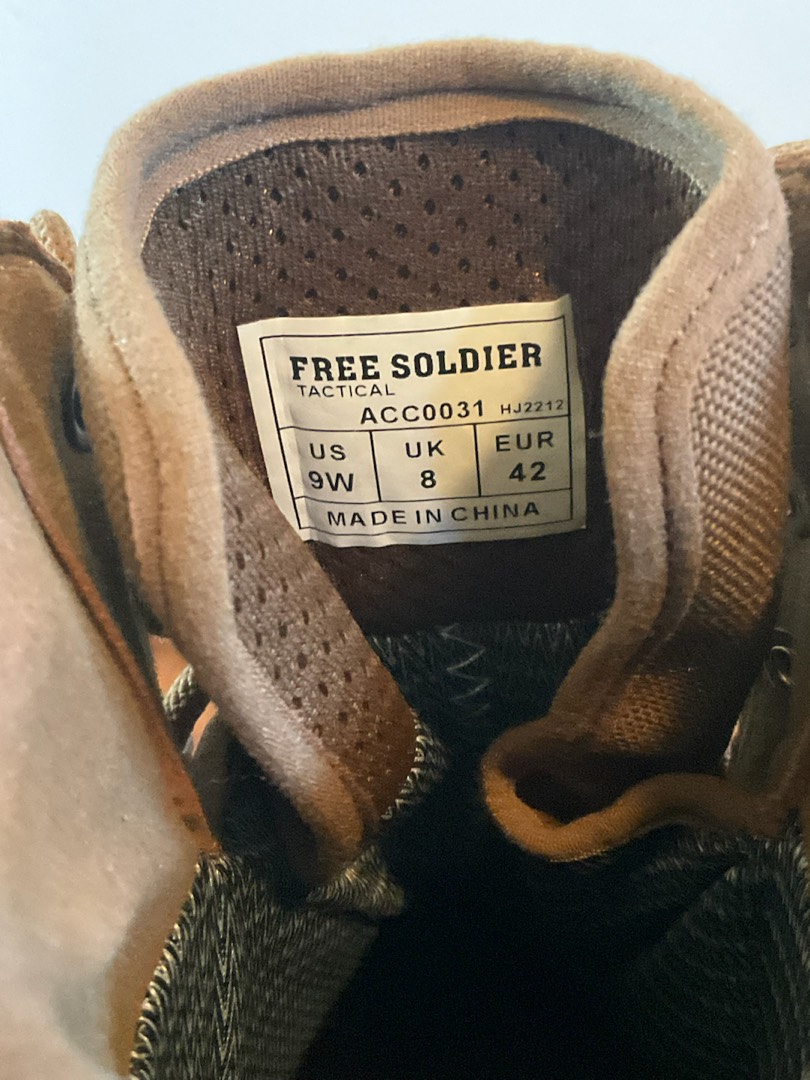 FREE SOLDIER
TACTICAL
ACC0031 HJ2212
US UK EUR
9W 8 42
MADE IN CHINA